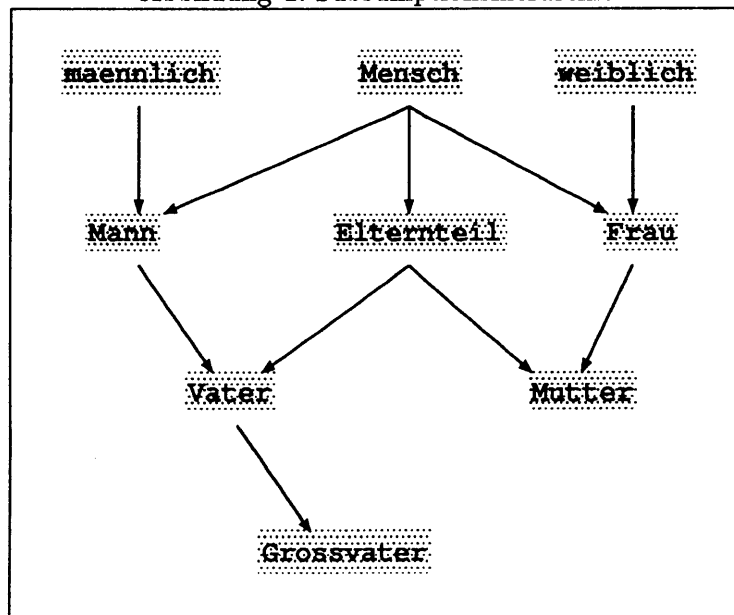 maennlich Mensch weiblich
Mann Elternteil Frau
Vater Mutter
Grossvater